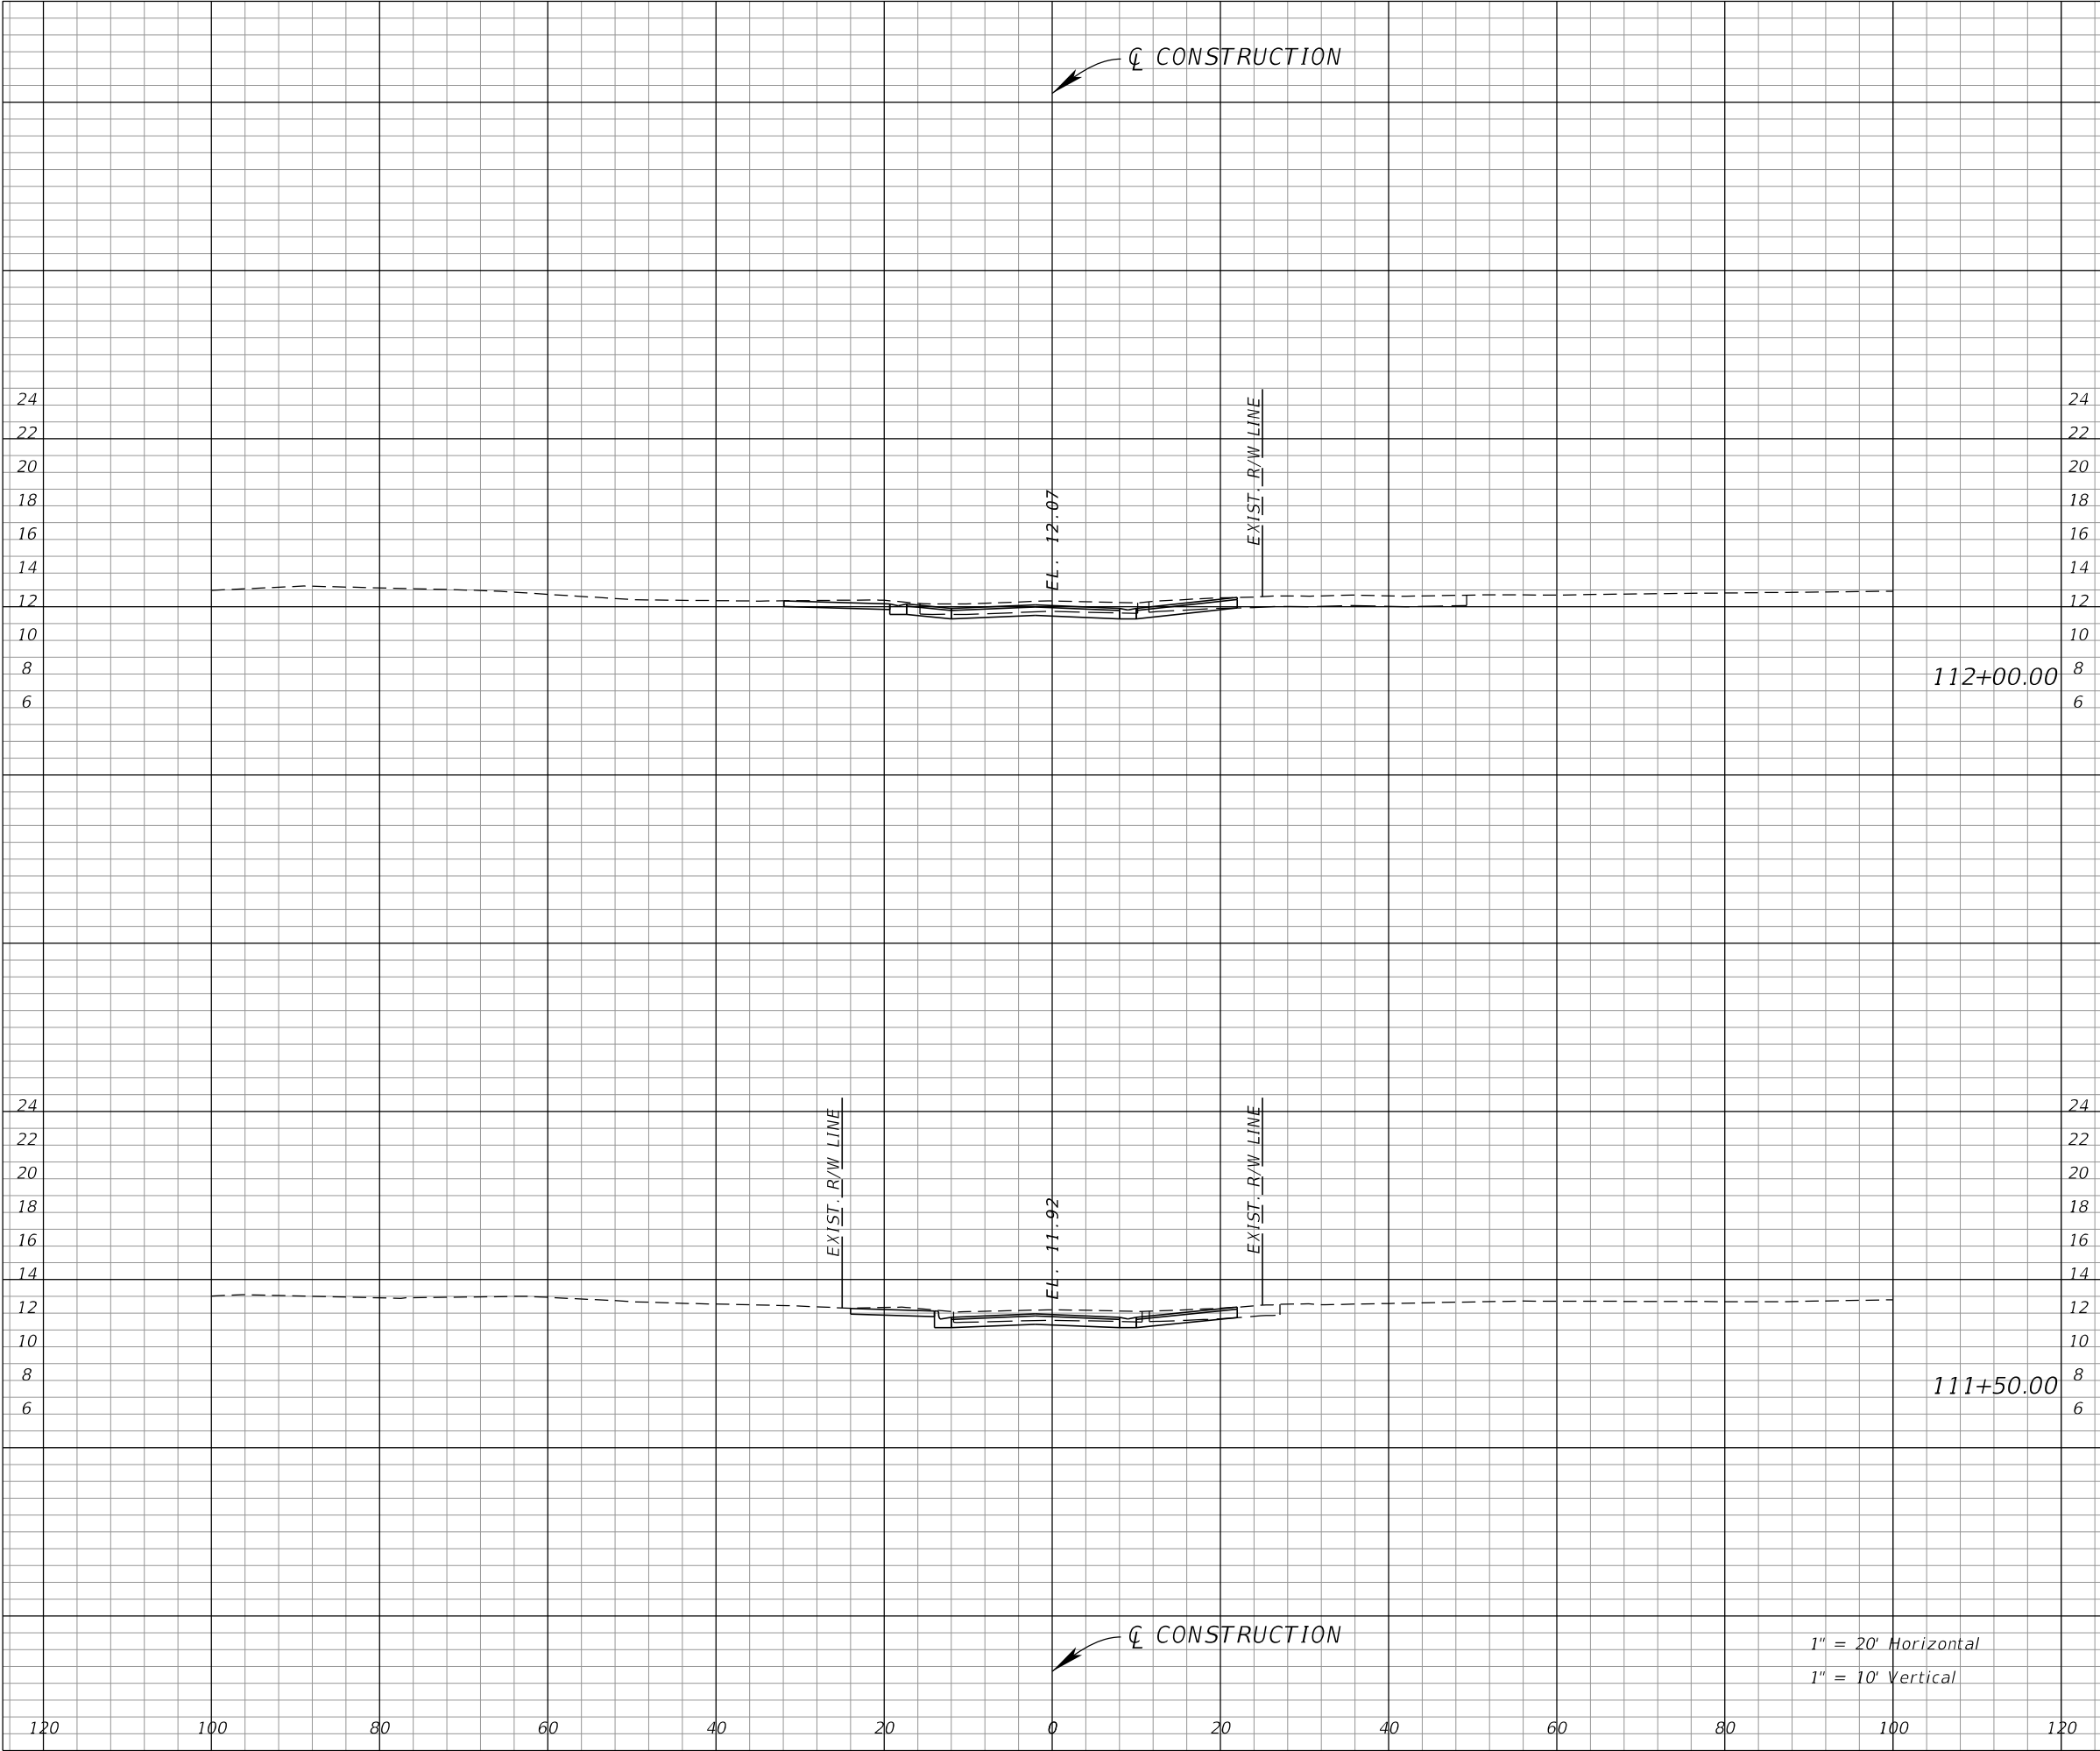 ℄ CONSTRUCTION
24 24
22 22
20 20
18 18
16 16
14 14
12 12
10 10
8 8
6 6
EXIST. R/W LINE
EL. 12.07
112+00.00
24 24
22 22
20 20
18 18
16 16
14 14
12 12
10 10
8 8
6 6
EXIST. R/W LINE
EL. 11.92
EXIST. R/W LINE
111+50.00
℄ CONSTRUCTION
1" = 20' Horizontal
1" = 10' Vertical
120 100 80 60 40 20 0 20 40 60 80 100 120